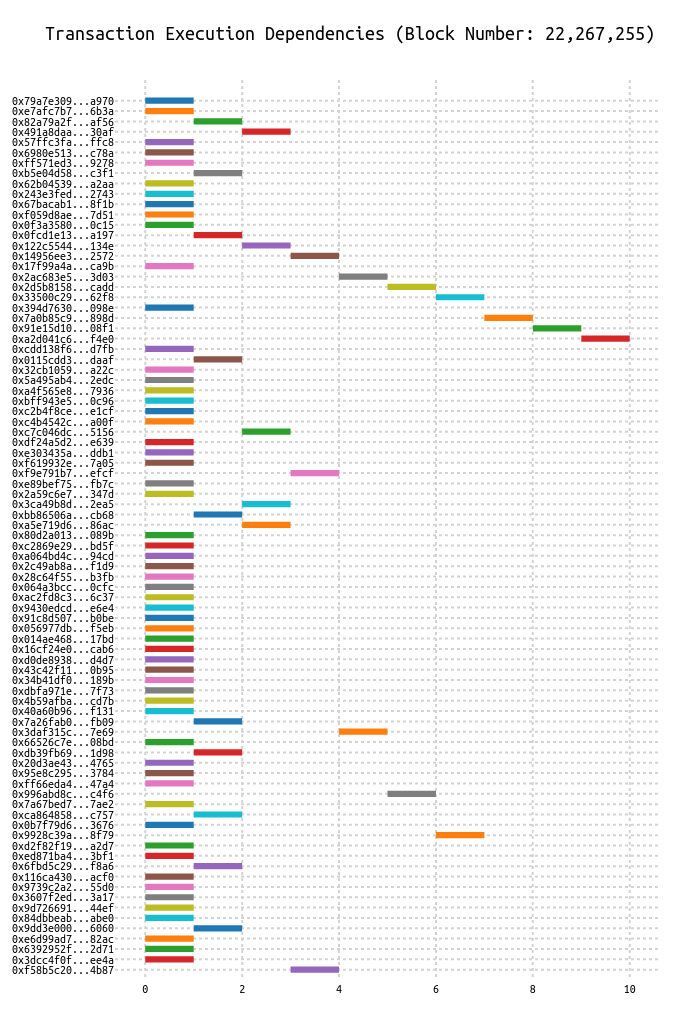 Transaction Execution Dependencies (Block Number: 22,267,255)
0x79a7e309...a970
0xe7afc7b7...6b3a
0x82a79a2f...af56
0x491a8daa...30af
0x57ffc3fa...ffc8
0x6980e513...c78a
0xff571ed3...9278
0xb5e04d58...c3f1
0x62b04539...a2aa
0x243e3fed...2743
0x67bacab1...8f1b
0xf059d8ae...7d51
0x0f3a3580...0c15
0x0fcd1e13...a197
0x122c5544...134e
0x14956ee3...2572
0x17f99a4a...ca9b
0x2ac683e5...3d03
0x2d5b8158...cadd
0x33500c29...62f8
0x394d7630...098e
0x7a0b85c9...898d
0x91e15d10...08f1
0xa2d041c6...f4e0
0xcdd138f6...d7fb
0x0115cdd3...daaf
0x32cb1059...a22c
0x5a495ab4...2edc
0xa4f565e8...7936
0xbff943e5...0c96
0xc2b4f8ce...e1cf
0xc4b4542c...a00f
0xc7c046dc...5156
0xdf24a5d2...e639
0xe303435a...ddb1
0xf619932e...7a05
0xf9e791b7...efcf
0xe89bef75...fb7c
0x2a59c6e7...347d
0x3ca49b8d...2ea5
0xbb86506a...cb68
0xa5e719d6...86ac
0x80d2a013...089b
0xc2869e29...bd5f
0xa064bd4c...94cd
0x2c49ab8a...f1d9
0x28c64f55...b3fb
0x064a3bcc...0cfc
0xac2fd8c3...6c37
0x9430edcd...e6e4
0x91c8d507...b0be
0x056977db...f5eb
0x014ae468...17bd
0x16cf24e0...cab6
0xd0de8938...d4d7
0x43c42f11...0b95
0x34b41df0...189b
0xdbfa971e...7f73
0x4b59afba...cd7b
0x40a60b96...f131
0x7a26fab0...fb09
0x3daf315c...7e69
0x66526c7e...08bd
0xdb39fb69...1d98
0x20d3ae43...4765
0x95e8c295...3784
0xff66eda4...47a4
0x996abd8c...c4f6
0x7a67bed7...7ae2
0xca864858...c757
0x0b7f79d6...3676
0x9928c39a...8f79
0xd2f82f19...a2d7
0xed871ba4...3bf1
0x6fbd5c29...f8a6
0x116ca430...acf0
0x9739c2a2...55d0
0x3607f2ed...3a17
0x9d726691...44ef
0x84dbbeab...abe0
0x9dd3e000...6060
0xe6d99ad7...82ac
0x6392952f...2d71
0x3dcc4f0f...ee4a
0xf58b5c20...4b87
0 2 4 6 8 10